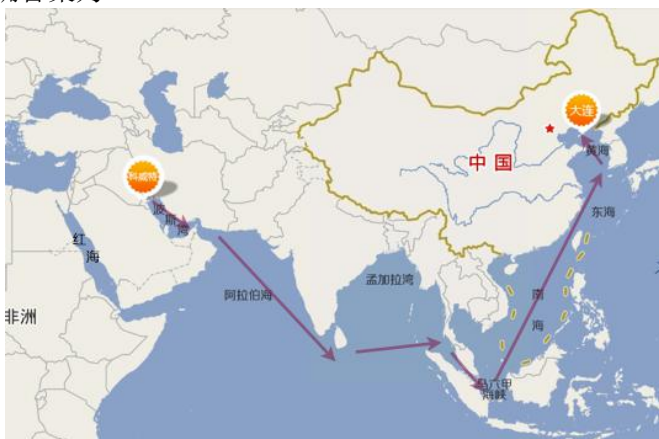 大连
黄海
中 国
科威特
东海
波斯湾
红海
孟加拉湾
阿拉伯海
南海
非洲
马六甲
海峡